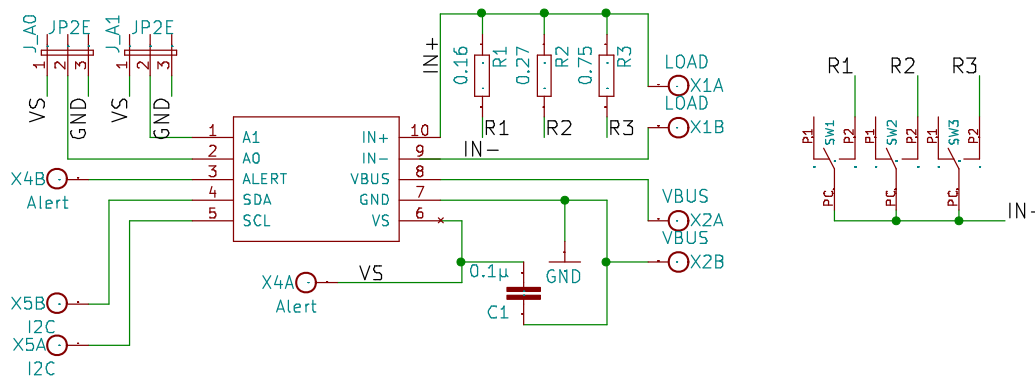 J_A0
JP2E
J_A1
JP2E
1
2
3
1
2
3
VS
GND
VS
GND
IN+
0.16
R1
0.27
R2
0.75
R3
LOAD
X1A
LOAD
X1B
R1
R2
R3
IN-
1
2
3
4
5
A1
A0
ALERT
SDA
SCL
IN+
IN-
VBUS
GND
VS
10
9
8
7
6
X4B
Alert
VBUS
X2A
VBUS
X2B
X4A
Alert
VS
0.1µ
C1
GND
X5B
I2C
X5A
I2C
R1
R2
R3
P1
SW1
P2
P1
SW2
P2
P1
SW3
P2
PC
PC
PC
IN-